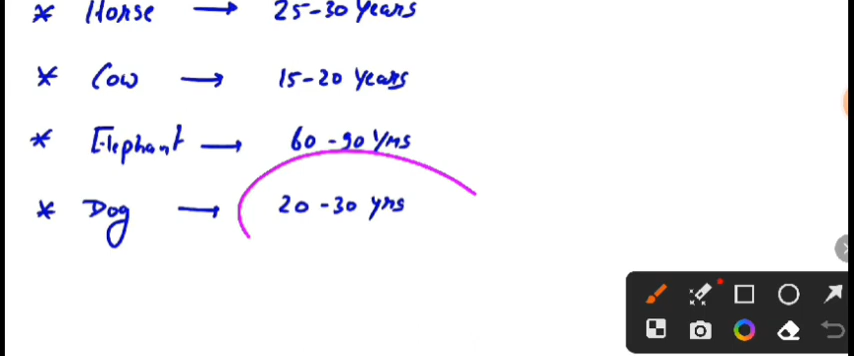 * Horse → 25-30 Years
* Cow → 15-20 Years
* Elephant → 60-90 Yrs
* Dog → 20-30 yrs